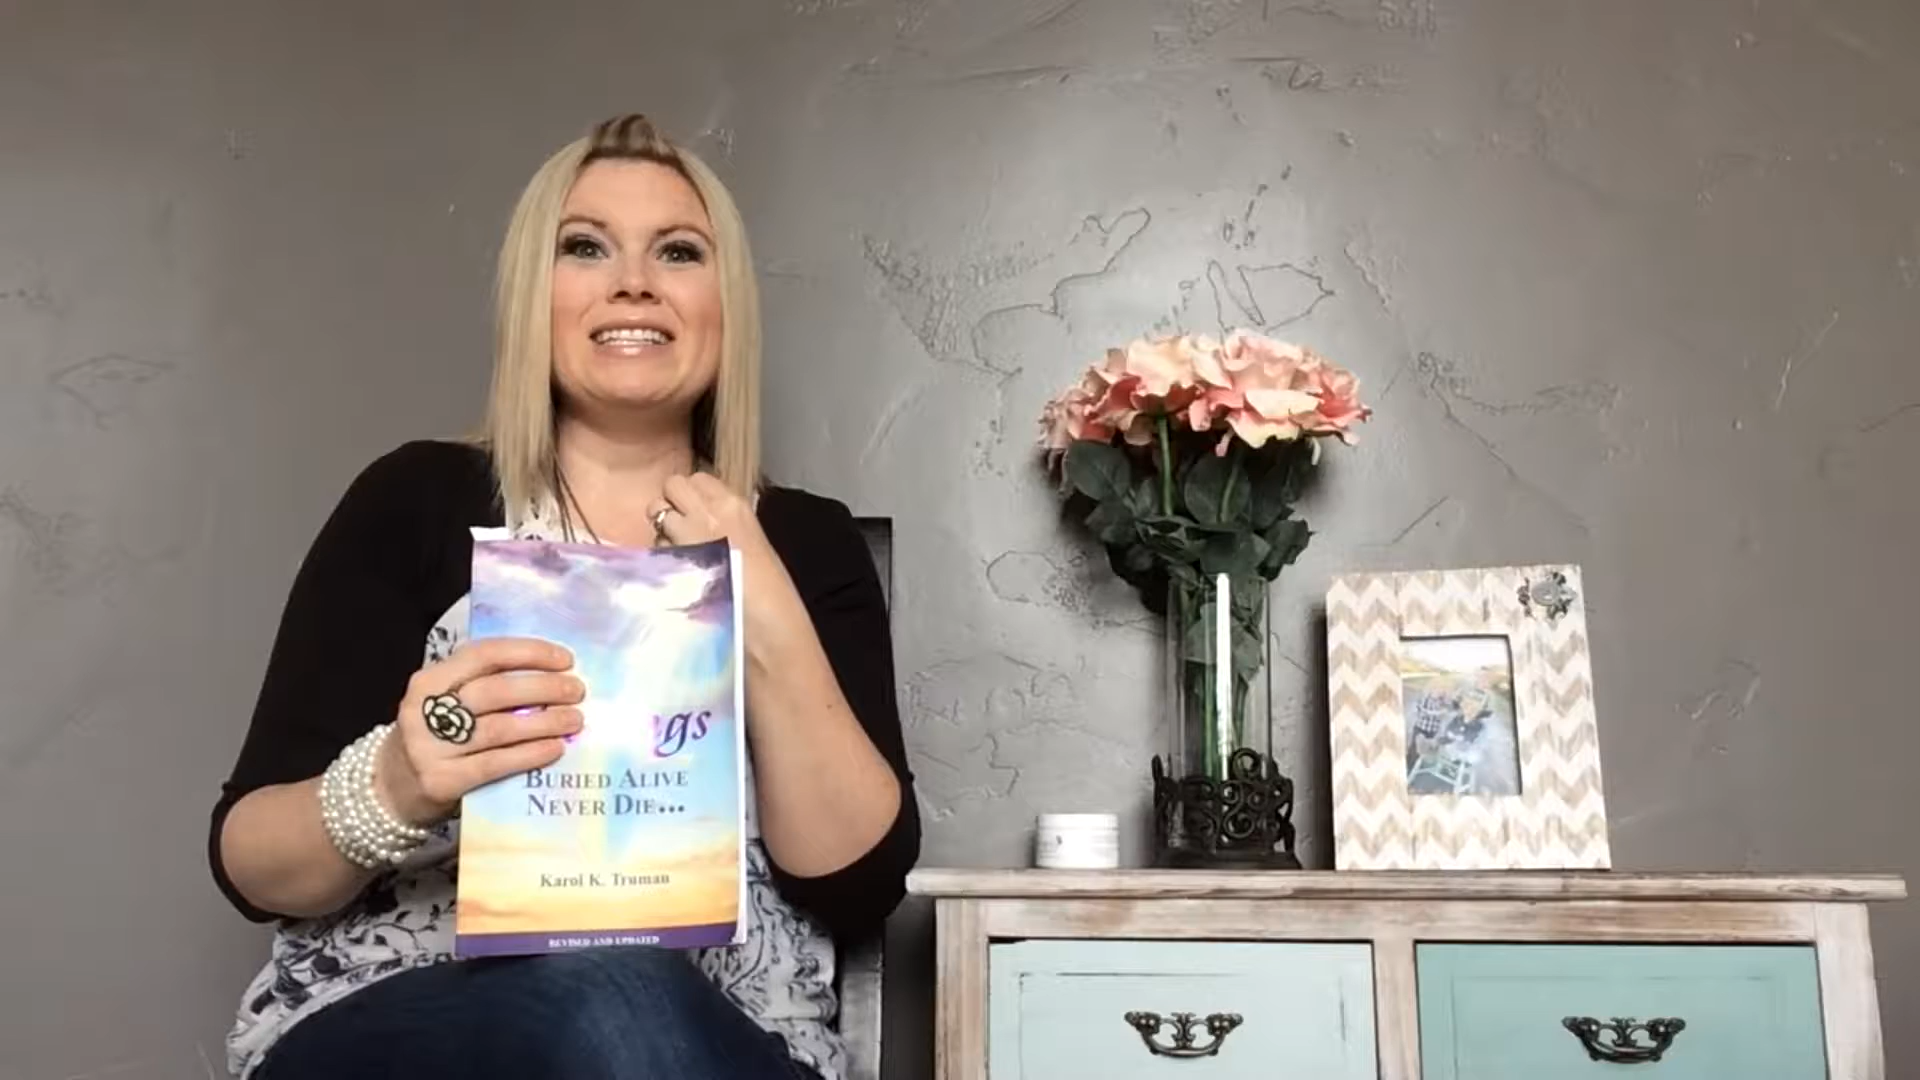 BURIED ALIVE
NEVER DIE...
Karol K. Truman
REVISED AND UPDATED